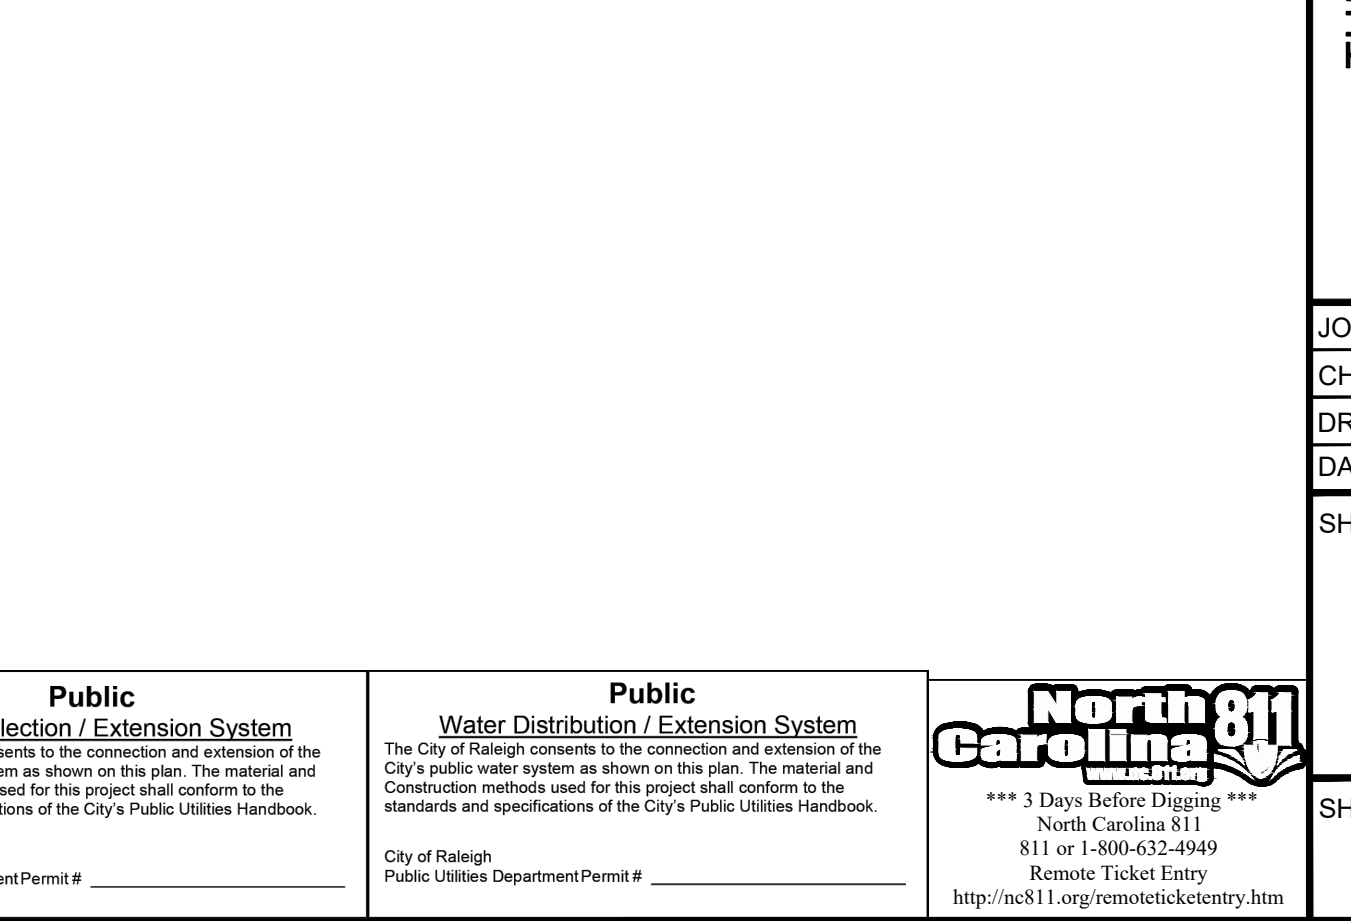 JO
CH
DR
DA
SH
Public
lection / Extension System
sents to the connection and extension of the
em as shown on this plan. The material and
sed for this project shall conform to the
tions of the City’s Public Utilities Handbook.
ent Permit #
Public
Water Distribution / Extension System
The City of Raleigh consents to the connection and extension of the
City’s public water system as shown on this plan. The material and
Construction methods used for this project shall conform to the
standards and specifications of the City’s Public Utilities Handbook.
City of Raleigh
Public Utilities Department Permit #
North
Carolina 811
www.nc811.org
*** 3 Days Before Digging ***
North Carolina 811
811 or 1-800-632-4949
Remote Ticket Entry
http://nc811.org/remoteticketentry.htm
SH